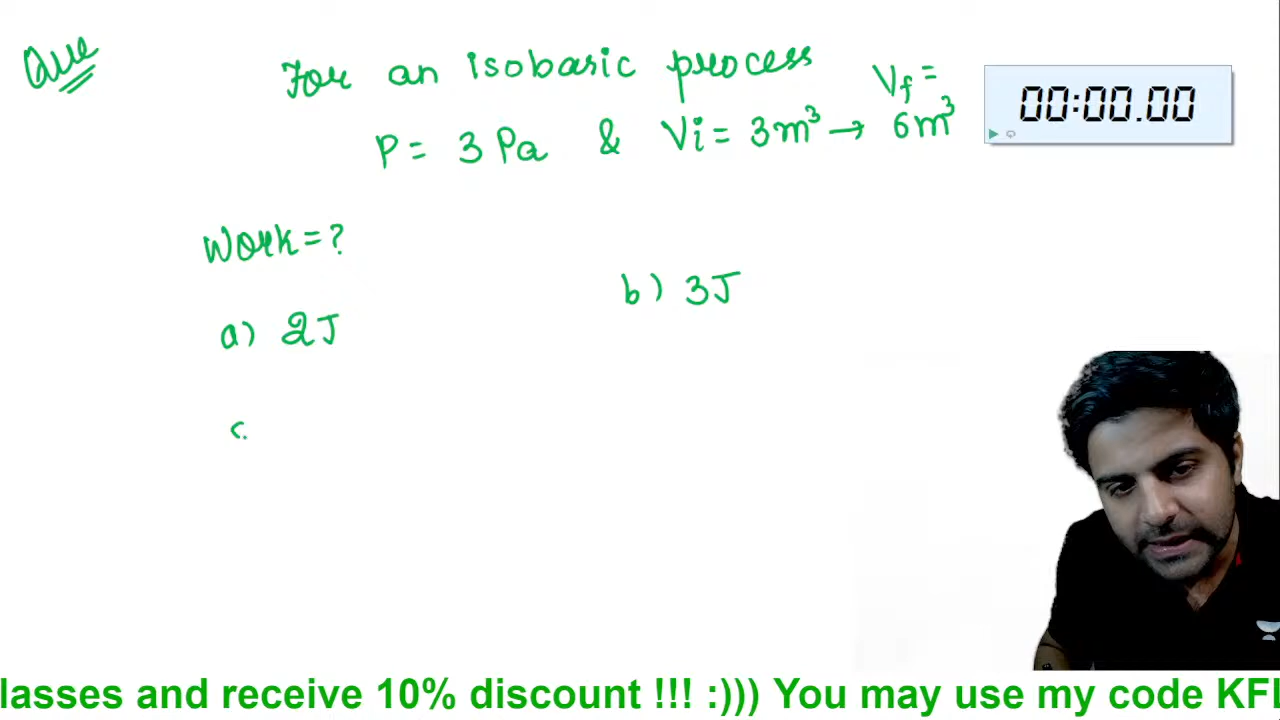 Que
For an isobasic process
P = 3 Pa & Vi = 3m³ → Vf = 6m³
00:00.00
Work = ?
a) 2J
b) 3J
c
lasses and receive 10% discount !!! :))) You may use my code KFI